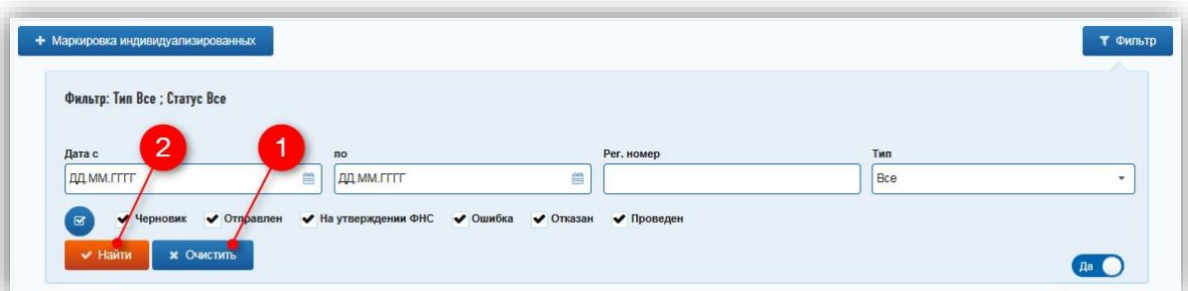 Маркировка индивидуализированных
Фильтр
Фильтр: Тип Все ; Статус Все
2
1
Дата с
по
Рег. номер
Тип
ДД.ММ.ГГГГ
ДД.ММ.ГГГГ
Все
Черновик Отправлен На утверждении ФНС Ошибка Отказан Проведен
Найти Очистить
Да